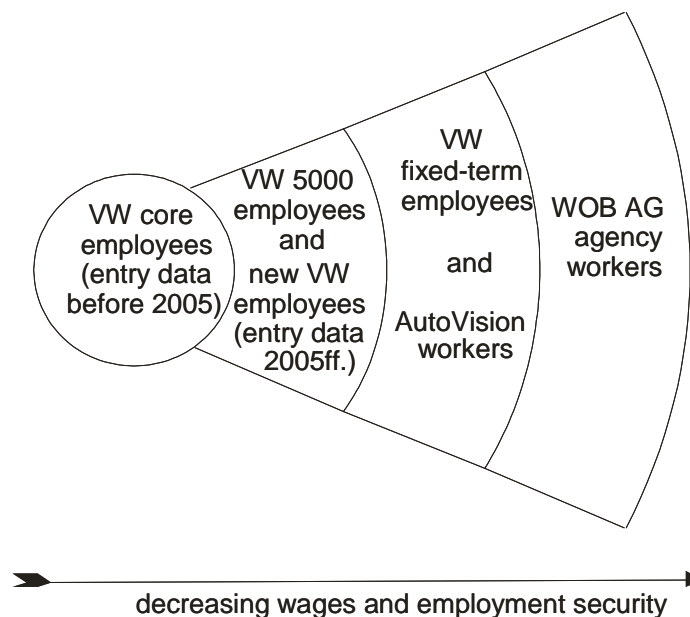 VW core
employees
(entry data
before 2005)
VW 5000
employees
and
new VW
employees
(entry data
2005ff.)
VW
fixed-term
employees
and
AutoVision
workers
WOB AG
agency
workers
decreasing wages and employment security